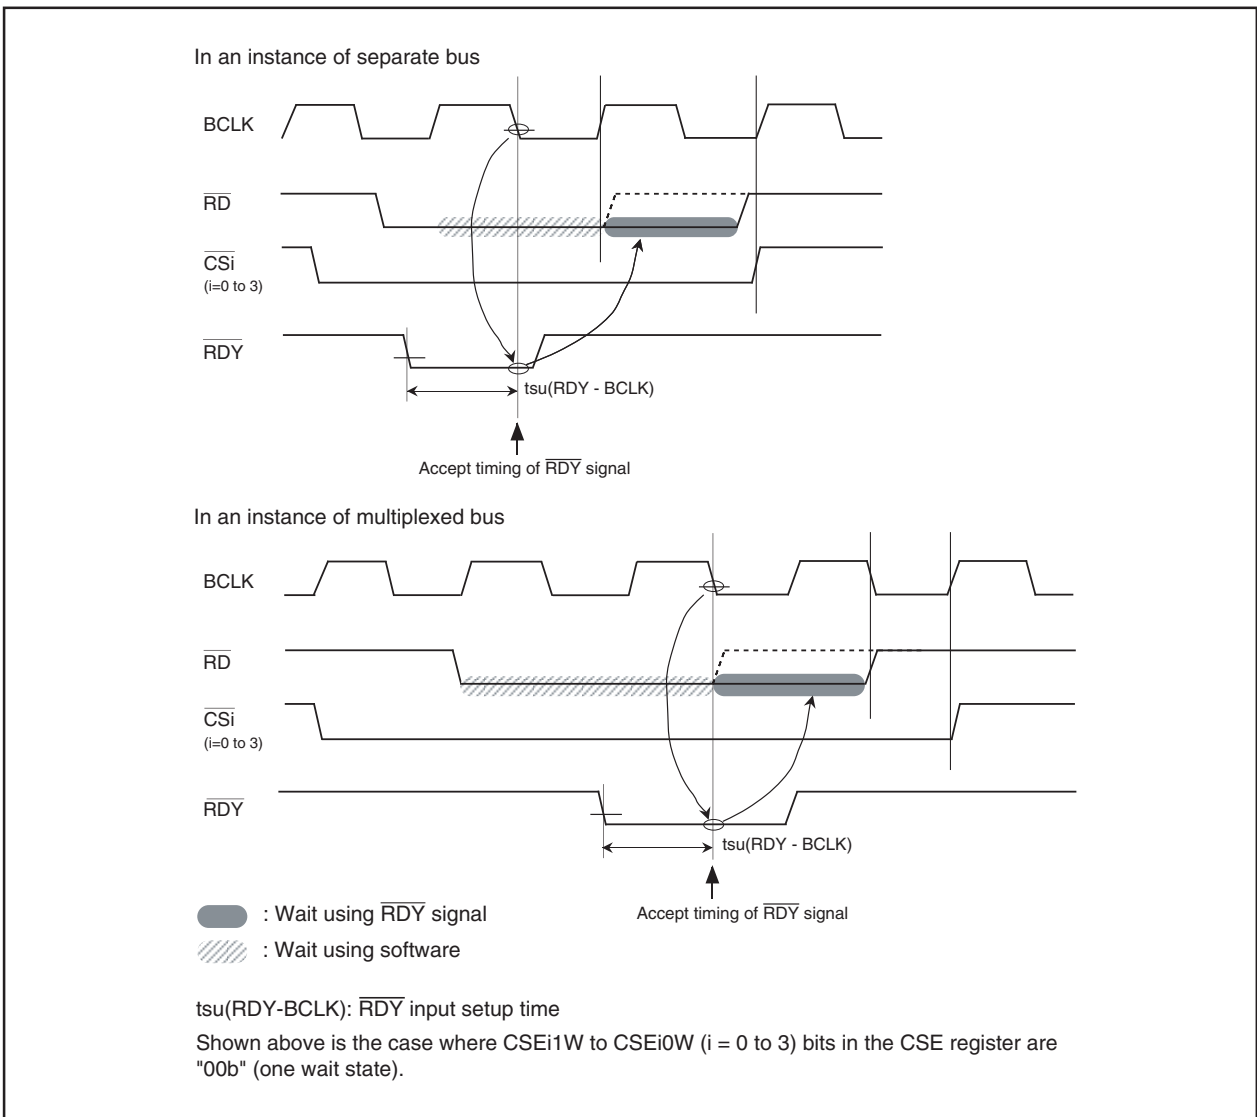 In an instance of separate bus
BCLK
RD
CSi
(i=0 to 3)
RDY
tsu(RDY - BCLK)
Accept timing of RDY signal
In an instance of multiplexed bus
BCLK
RD
CSi
(i=0 to 3)
RDY
tsu(RDY - BCLK)
Accept timing of RDY signal
: Wait using RDY signal
: Wait using software
tsu(RDY-BCLK): RDY input setup time
Shown above is the case where CSEi1W to CSEi0W (i = 0 to 3) bits in the CSE register are
"00b" (one wait state).